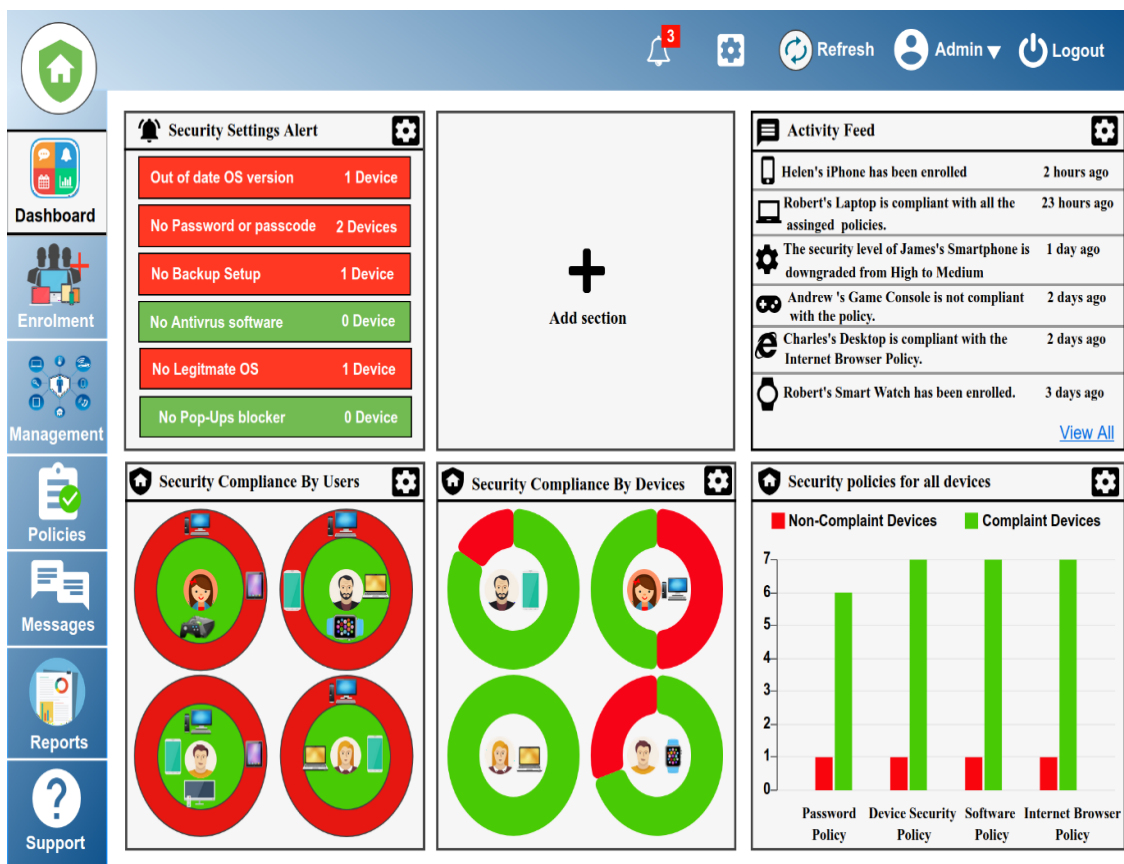 3
Refresh
Admin
Logout
Dashboard
Enrolment
Management
Policies
Messages
Reports
Support
Security Settings Alert
Out of date OS version 1 Device
No Password or passcode 2 Devices
No Backup Setup 1 Device
No Antivrus software 0 Device
No Legitmate OS 1 Device
No Pop-Ups blocker 0 Device
Add section
Activity Feed
Helen's iPhone has been enrolled 2 hours ago
Robert's Laptop is compliant with all the 23 hours ago
assinged policies.
The security level of James's Smartphone is 1 day ago
downgraded from High to Medium
Andrew 's Game Console is not compliant 2 days ago
with the policy.
Charles's Desktop is compliant with the 2 days ago
Internet Browser Policy.
Robert's Smart Watch has been enrolled. 3 days ago
View All
Security Compliance By Users
Security Compliance By Devices
Security policies for all devices
Non-Complaint Devices Complaint Devices
7
6
5
4
3
2
1
0
Password Device Security Software Internet Browser
Policy Policy Policy Policy